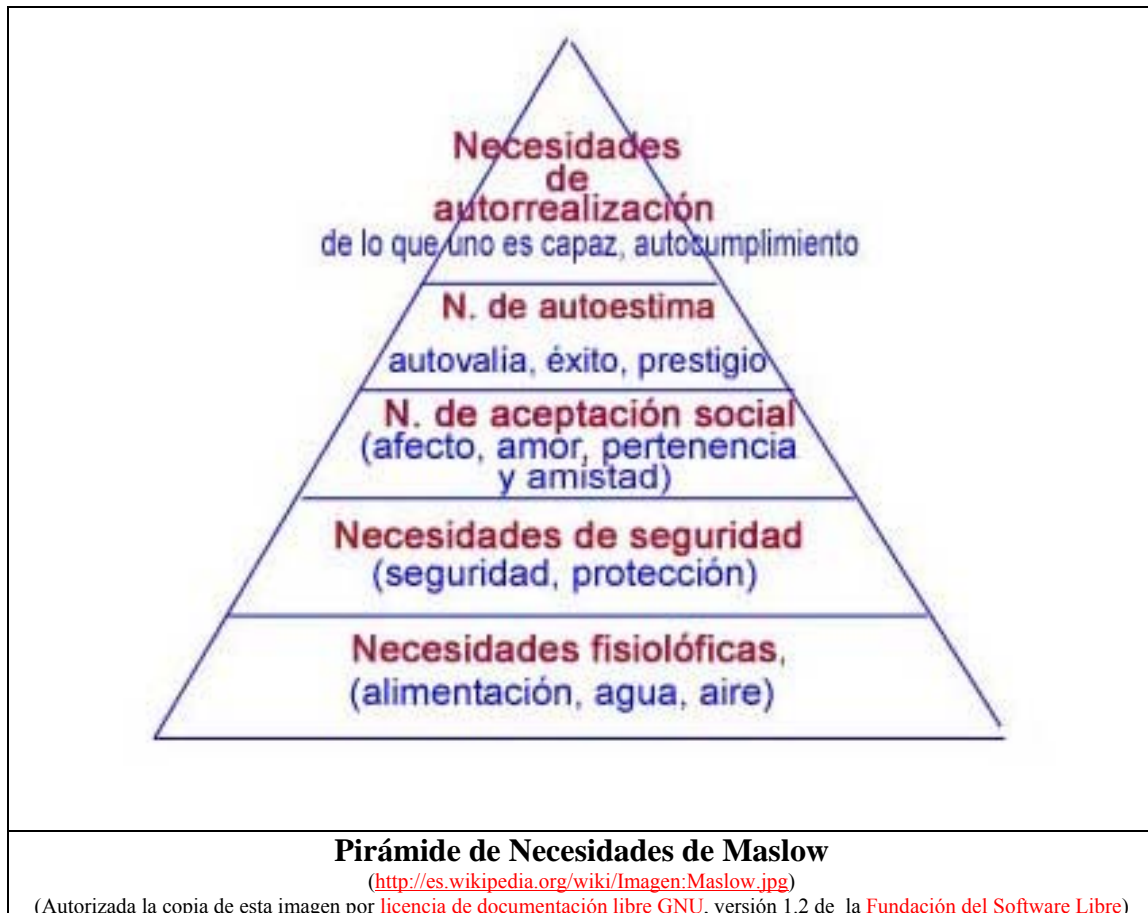 Necesidades
de
autorrealización
de lo que uno es capaz, autocumplimiento
N. de autoestima
autovalía, éxito, prestigio
N. de aceptación social
(afecto, amor, pertenencia
y amistad)
Necesidades de seguridad
(seguridad, protección)
Necesidades fisiolóficas,
(alimentación, agua, aire)
Pirámide de Necesidades de Maslow
(http://es.wikipedia.org/wiki/Imagen:Maslow.jpg)
(Autorizada la copia de esta imagen por licencia de documentación libre GNU, versión 1.2 de la Fundación del Software Libre)